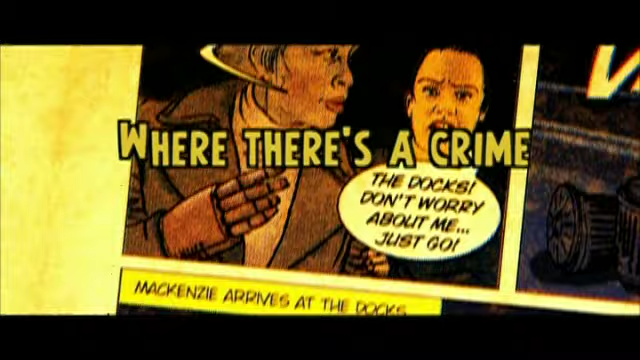 WHERE THERE'S A CRIME
THE DOCKS!
DON'T WORRY
ABOUT ME...
JUST GO!
MACKENZIE ARRIVES AT THE DOCKS